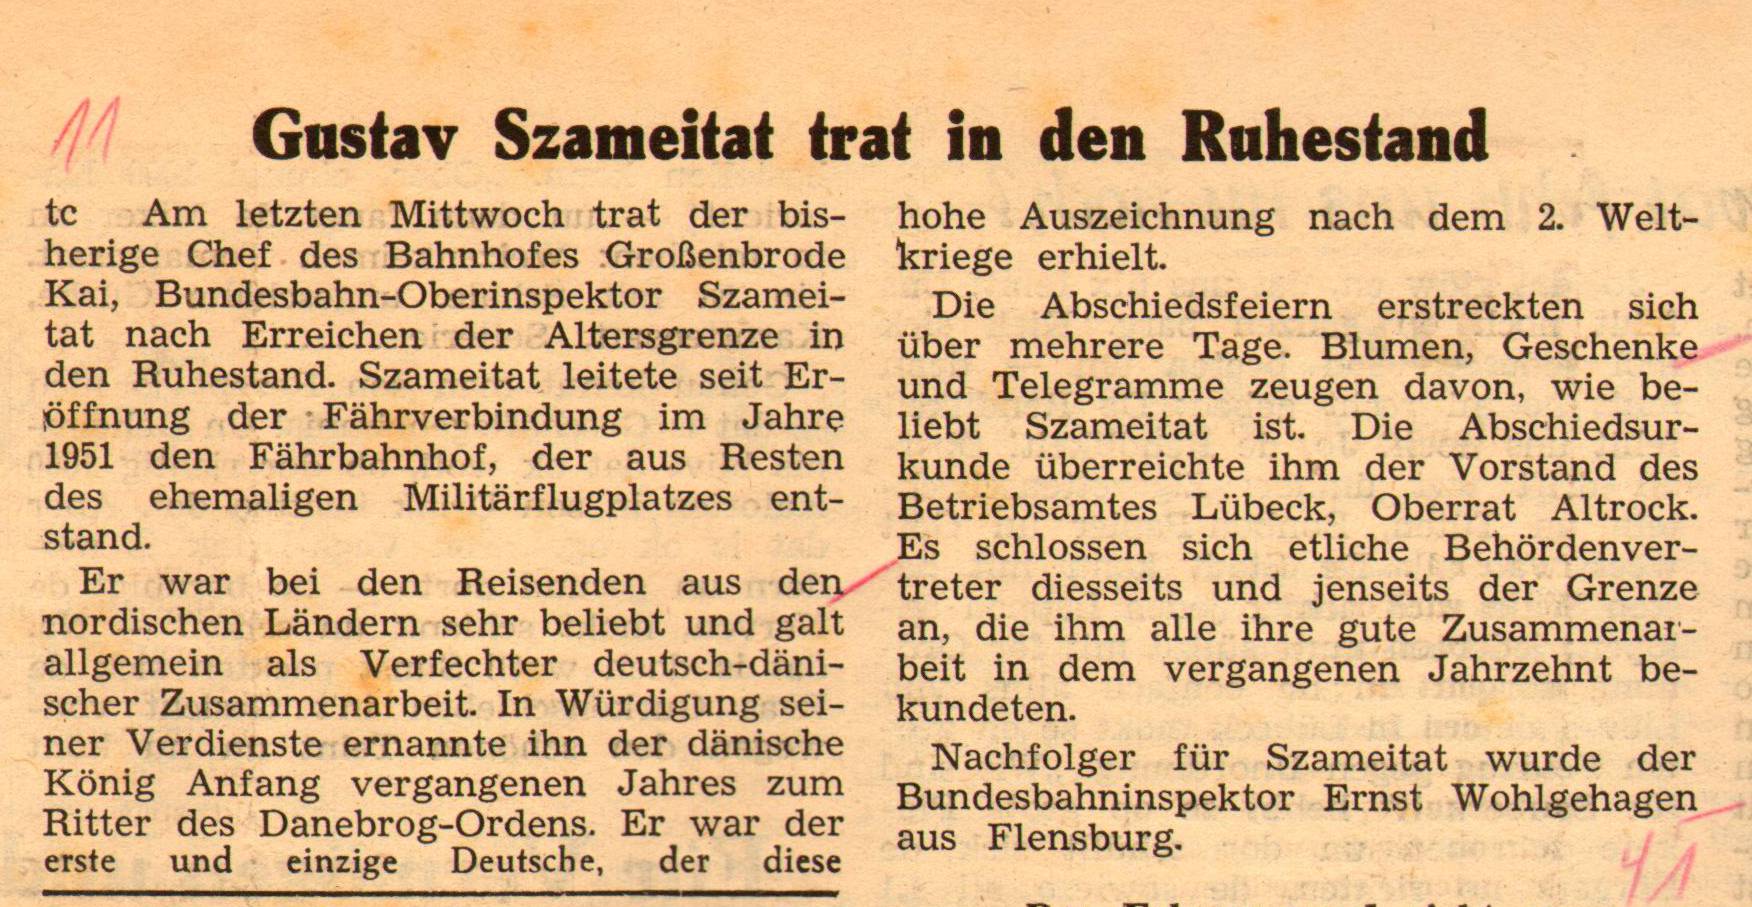 11
Gustav Szameitat trat in den Ruhestand
tc Am letzten Mittwoch trat der bis-
herige Chef des Bahnhofes Großenbrode
Kai, Bundesbahn-Oberinspektor Szamei-
tat nach Erreichen der Altersgrenze in
den Ruhestand. Szameitat leitete seit Er-
öffnung der Fährverbindung im Jahre
1951 den Fährbahnhof, der aus Resten
des ehemaligen Militärflugplatzes ent-
stand.
Er war bei den Reisenden aus den
nordischen Ländern sehr beliebt und galt
allgemein als Verfechter deutsch-däni-
scher Zusammenarbeit. In Würdigung sei-
ner Verdienste ernannte ihn der dänische
König Anfang vergangenen Jahres zum
Ritter des Danebrog-Ordens. Er war der
erste und einzige Deutsche, der diese
hohe Auszeichnung nach dem 2. Welt-
kriege erhielt.
Die Abschiedsfeiern erstreckten sich
über mehrere Tage. Blumen, Geschenke
und Telegramme zeugen davon, wie be-
liebt Szameitat ist. Die Abschiedsur-
kunde überreichte ihm der Vorstand des
Betriebsamtes Lübeck, Oberrat Altrock.
Es schlossen sich etliche Behördenver-
treter diesseits und jenseits der Grenze
an, die ihm alle ihre gute Zusammenar-
beit in dem vergangenen Jahrzehnt be-
kundeten.
Nachfolger für Szameitat wurde der
Bundesbahninspektor Ernst Wohlgehagen
aus Flensburg.
41